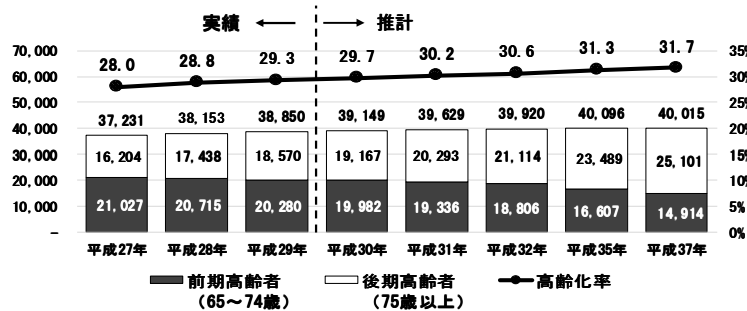 実績 ← → 推計
70,000 28.0 28.8 29.3 29.7 30.2 30.6 31.3 31.7 35%
60,000 30%
50,000 25%
37,231 38,153 38,850 39,149 39,629 39,920 40,096 40,015
40,000 20%
30,000 16,204 17,438 18,570 19,167 20,293 21,114 23,489 25,101 15%
20,000 10%
10,000 21,027 20,715 20,280 19,982 19,336 18,806 16,607 14,914 5%
- 0%
平成27年 平成28年 平成29年 平成30年 平成31年 平成32年 平成35年 平成37年
前期高齢者 後期高齢者 高齢化率
(65~74歳) (75歳以上)